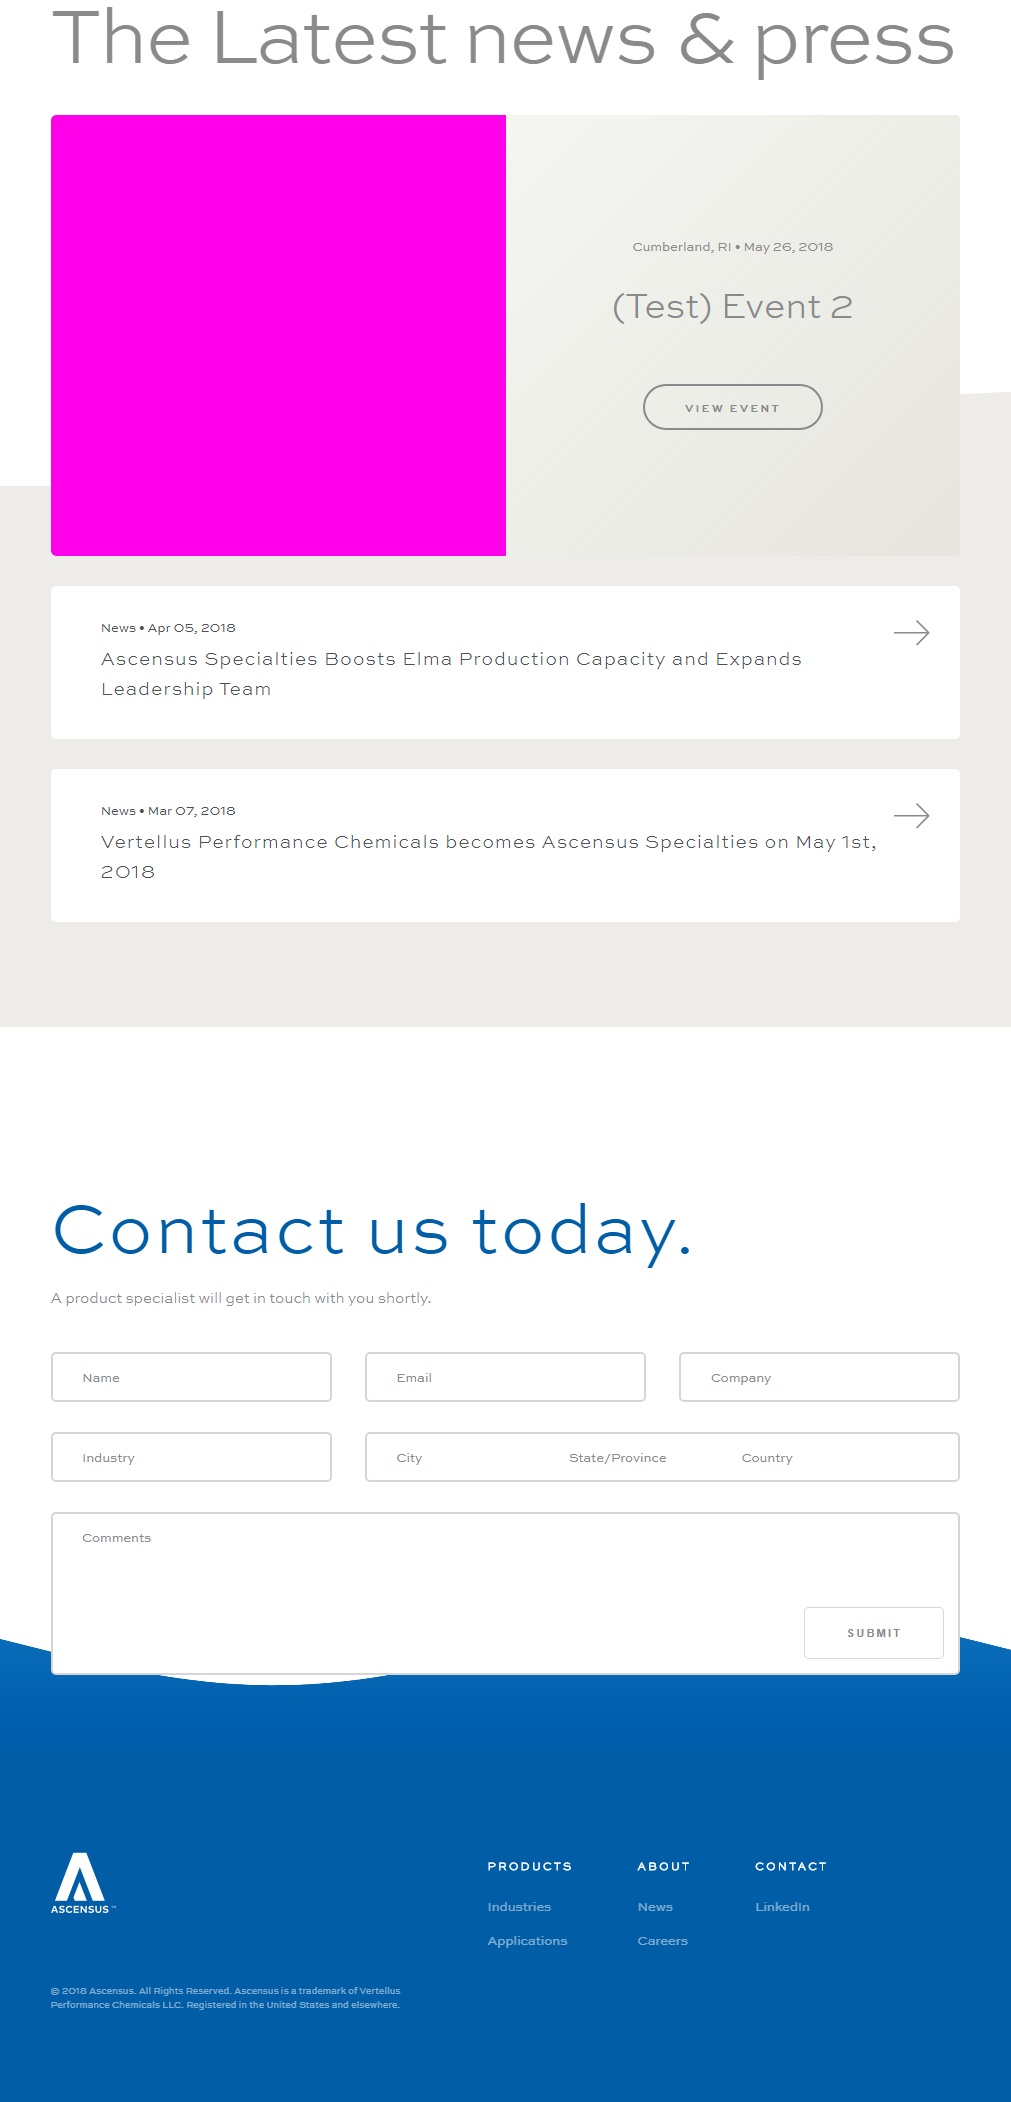 The Latest news & press
Cumberland, RI • May 26, 2018
(Test) Event 2
VIEW EVENT
News • Apr 05, 2018
Ascensus Specialties Boosts Elma Production Capacity and Expands
Leadership Team
News • Mar 07, 2018
Vertellus Performance Chemicals becomes Ascensus Specialties on May 1st,
2018
Contact us today.
A product specialist will get in touch with you shortly.
Name
Email
Company
Industry
City
State/Province
Country
Comments
SUBMIT
ASCENSUS™
PRODUCTS
Industries
Applications
ABOUT
News
Careers
CONTACT
LinkedIn
© 2018 Ascensus. All Rights Reserved. Ascensus is a trademark of Vertellus
Performance Chemicals LLC. Registered in the United States and elsewhere.